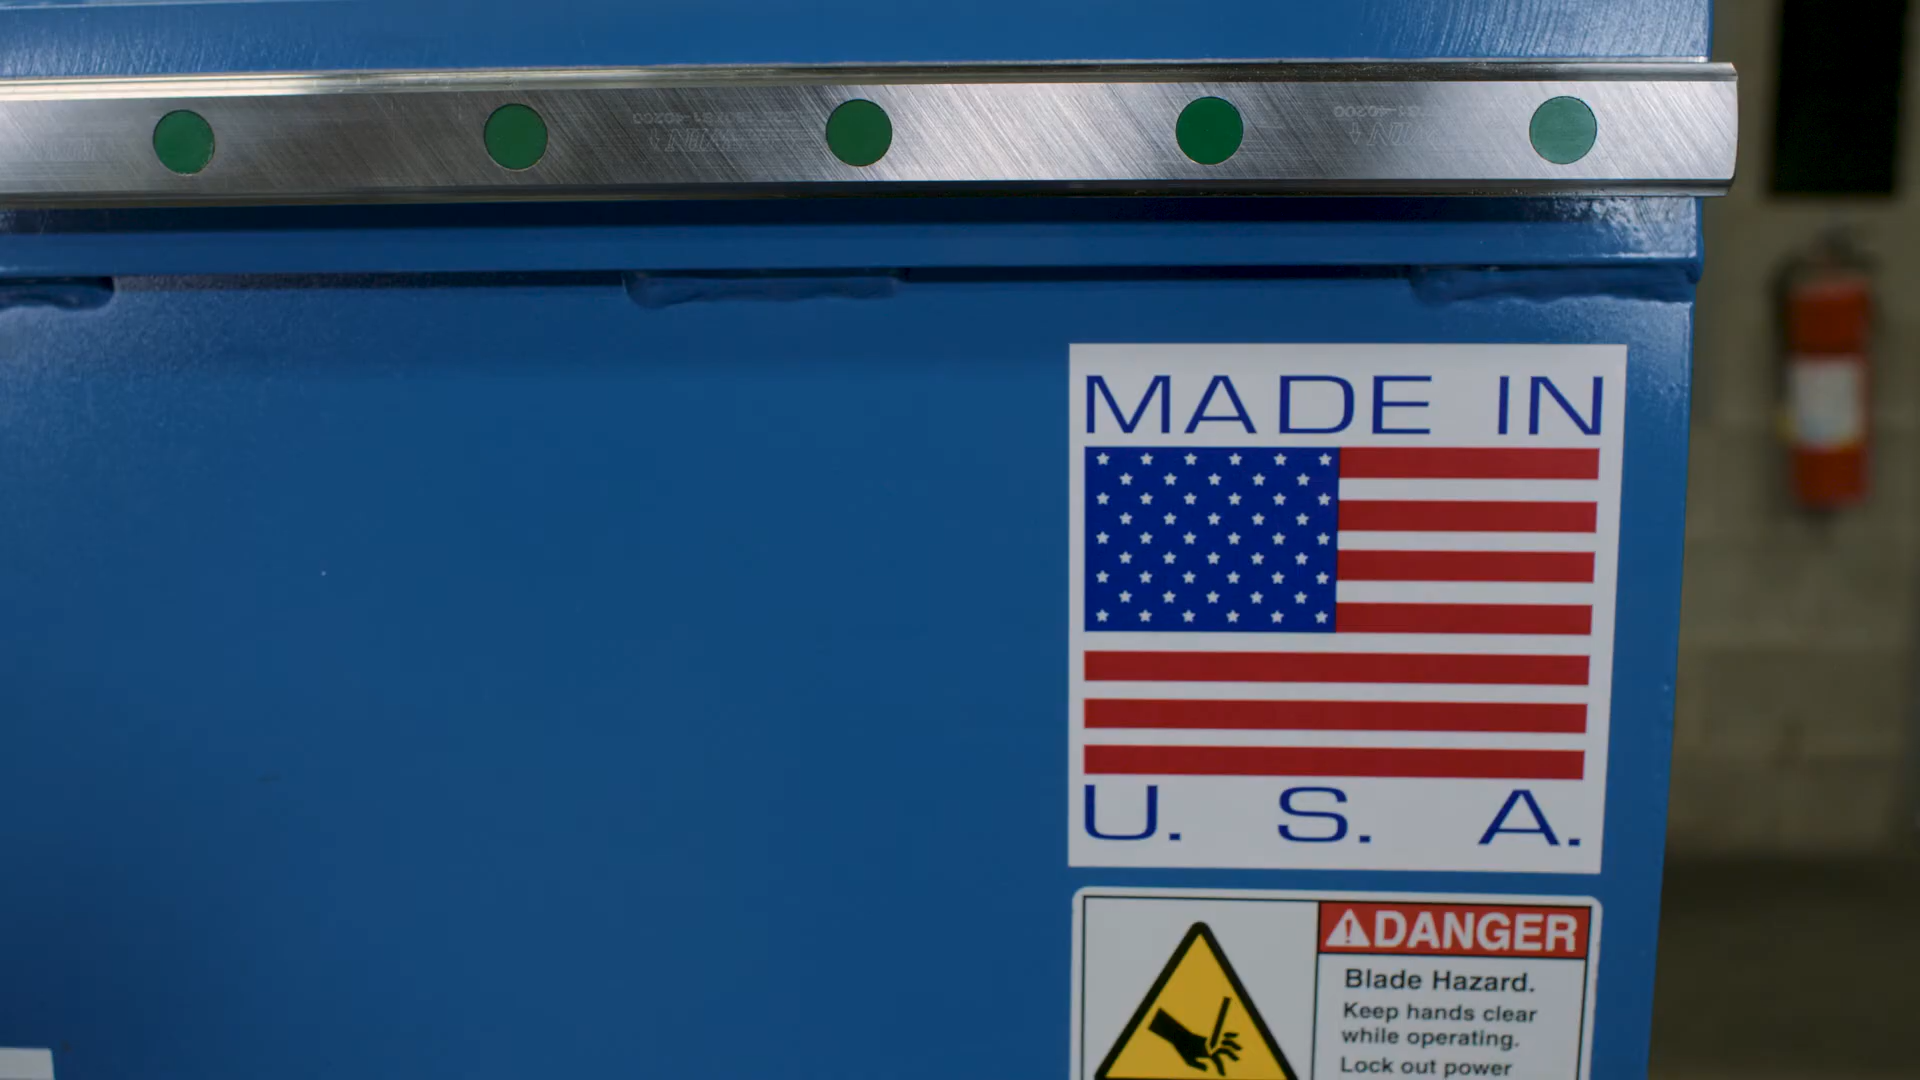 MADE IN
U. S. A.
DANGER
Blade Hazard.
Keep hands clear
while operating.
Lock out power